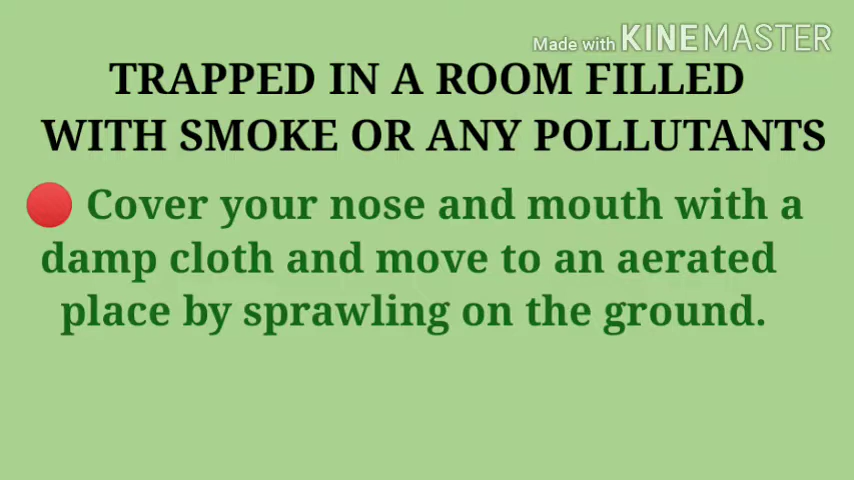 Made with KINEMASTER
TRAPPED IN A ROOM FILLED
WITH SMOKE OR ANY POLLUTANTS
Cover your nose and mouth with a
damp cloth and move to an aerated
place by sprawling on the ground.